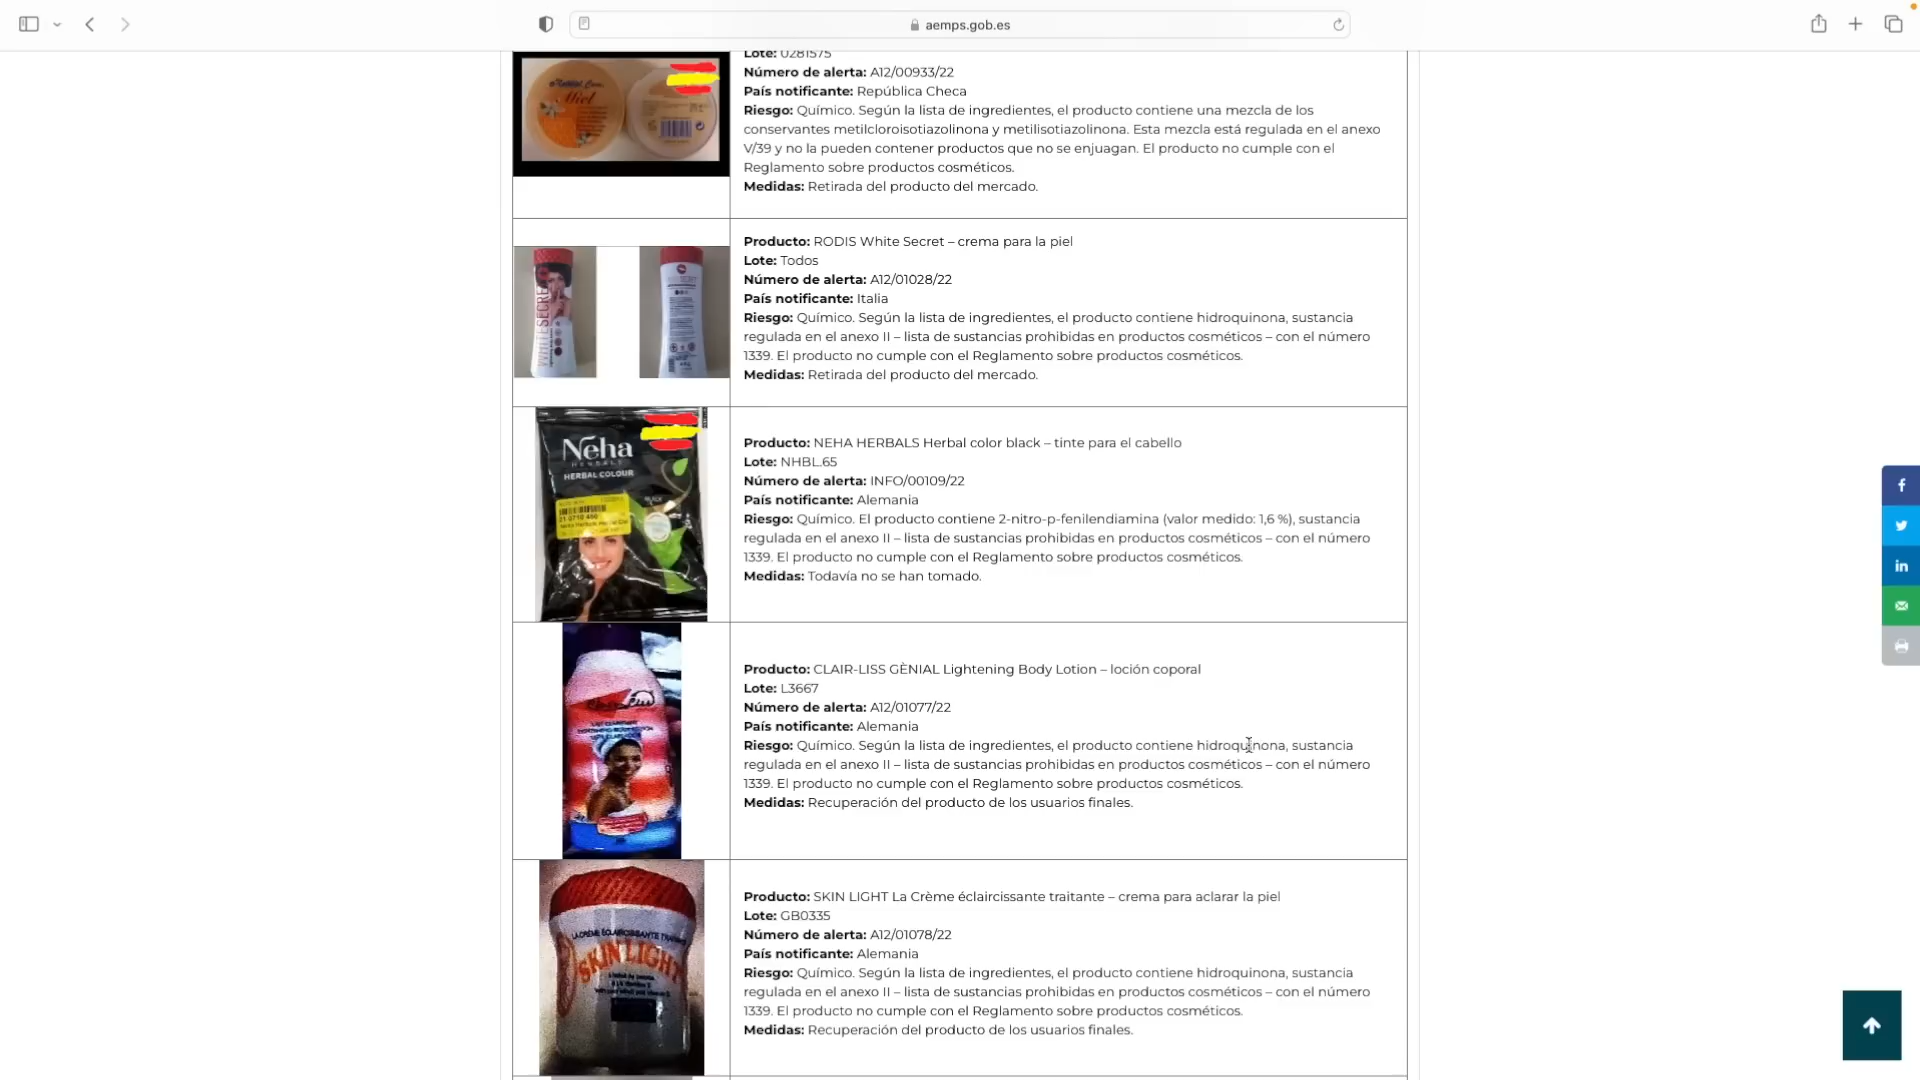 aemps.gob.es
Lote: 0281575
Número de alerta: A12/00933/22
País notificante: República Checa
Riesgo: Químico. Según la lista de ingredientes, el producto contiene una mezcla de los
conservantes metilcloroisotiazolinona y metilisotiazolinona. Esta mezcla está regulada en el anexo
V/39 y no la pueden contener productos que no se enjuagan. El producto no cumple con el
Reglamento sobre productos cosméticos.
Medidas: Retirada del producto del mercado.
Miel
Producto: RODIS White Secret – crema para la piel
Lote: Todos
Número de alerta: A12/01028/22
País notificante: Italia
Riesgo: Químico. Según la lista de ingredientes, el producto contiene hidroquinona, sustancia
regulada en el anexo II – lista de sustancias prohibidas en productos cosméticos – con el número
1339. El producto no cumple con el Reglamento sobre productos cosméticos.
Medidas: Retirada del producto del mercado.
WHITE SECRET
Neha
HERBALS
HERBAL COLOUR
Producto: NEHA HERBALS Herbal color black – tinte para el cabello
Lote: NHBL.65
Número de alerta: INFO/00109/22
País notificante: Alemania
Riesgo: Químico. El producto contiene 2-nitro-p-fenilendiamina (valor medido: 1,6 %), sustancia
regulada en el anexo II – lista de sustancias prohibidas en productos cosméticos – con el número
1339. El producto no cumple con el Reglamento sobre productos cosméticos.
Medidas: Todavía no se han tomado.
Producto: CLAIR-LISS GÈNIAL Lightening Body Lotion – loción coporal
Lote: L3667
Número de alerta: A12/01077/22
País notificante: Alemania
Riesgo: Químico. Según la lista de ingredientes, el producto contiene hidroquinona, sustancia
regulada en el anexo II – lista de sustancias prohibidas en productos cosméticos – con el número
1339. El producto no cumple con el Reglamento sobre productos cosméticos.
Medidas: Recuperación del producto de los usuarios finales.
SKIN LIGHT
Producto: SKIN LIGHT La Crème éclaircissante traitante – crema para aclarar la piel
Lote: GB0335
Número de alerta: A12/01078/22
País notificante: Alemania
Riesgo: Químico. Según la lista de ingredientes, el producto contiene hidroquinona, sustancia
regulada en el anexo II – lista de sustancias prohibidas en productos cosméticos – con el número
1339. El producto no cumple con el Reglamento sobre productos cosméticos.
Medidas: Recuperación del producto de los usuarios finales.